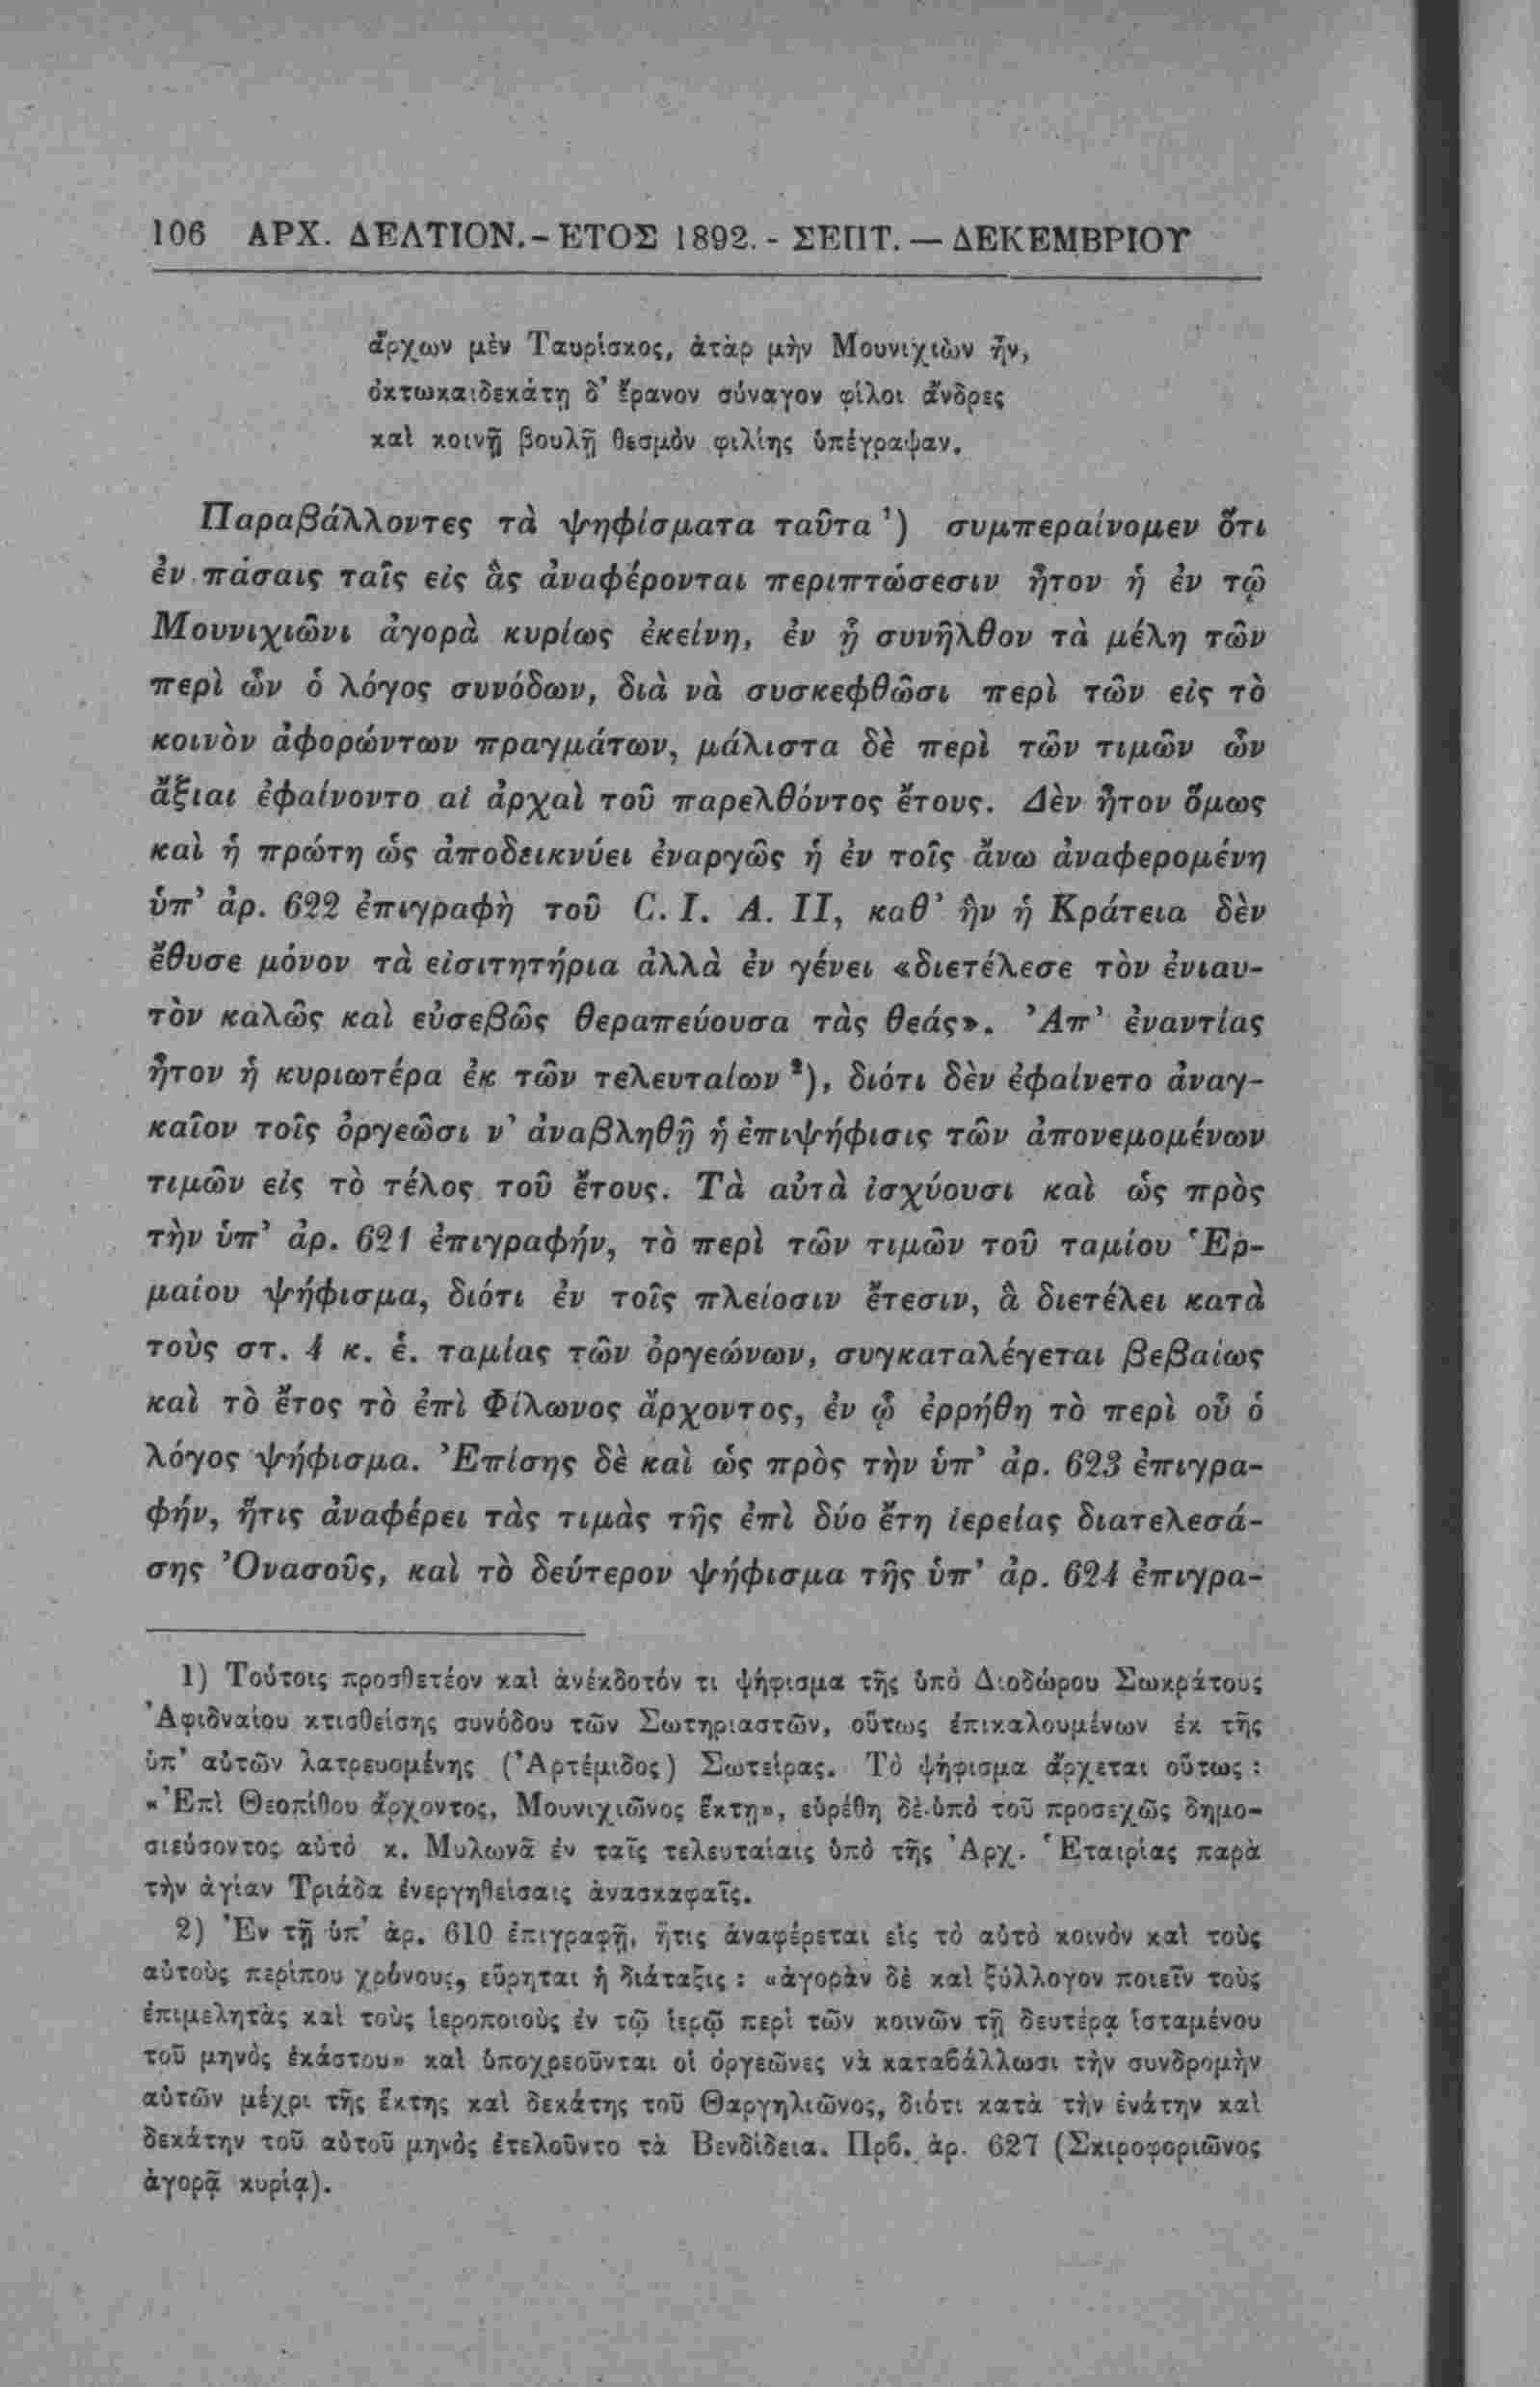 106 ΑΡΧ. ΔΕΛΤΙΟΝ.-ΕΤΟΣ 1892.- ΣΕΠΤ. — ΔΕΚΕΜΒΡΙΟΥ
ἄρχων μὲν Ταυρίσκος, ἀτὰρ μὴν Μουνιχιὼν ἦν,
ὀκτωκαιδεκάτῃ δ' ἔρανον σύναγον φίλοι ἄνδρες
καὶ κοινῇ βουλῇ θεσμὸν φιλίης ὑπέγραψαν.
Παραβάλλοντες τὰ ψηφίσματα ταῦτα ¹) συμπεραίνομεν ὅτι
ἐν πάσαις ταῖς εἰς ἃς ἀναφέρονται περιπτώσεσιν ἦτον ἡ ἐν τῷ
Μουνιχιῶνι ἀγορὰ κυρίως ἐκείνη, ἐν ᾗ συνῆλθον τὰ μέλη τῶν
περὶ ὧν ὁ λόγος συνόδων, διὰ νὰ συσκεφθῶσι περὶ τῶν εἰς τὸ
κοινὸν ἀφορώντων πραγμάτων, μάλιστα δὲ περὶ τῶν τιμῶν ὧν
ἄξιαι ἐφαίνοντο αἱ ἀρχαὶ τοῦ παρελθόντος ἔτους. Δὲν ἦτον ὅμως
καὶ ἡ πρώτη ὡς ἀποδεικνύει ἐναργῶς ἡ ἐν τοῖς ἄνω ἀναφερομένη
ὑπ' ἀρ. 622 ἐπιγραφὴ τοῦ C. I. A. II, καθ' ἣν ἡ Κράτεια δὲν
ἔθυσε μόνον τὰ εἰσιτητήρια ἀλλὰ ἐν γένει «διετέλεσε τὸν ἐνιαυ-
τὸν καλῶς καὶ εὐσεβῶς θεραπεύουσα τὰς θεάς». Ἀπ' ἐναντίας
ἦτον ἡ κυριωτέρα ἐκ τῶν τελευταίων ²), διότι δὲν ἐφαίνετο ἀναγ-
καῖον τοῖς ὀργεῶσι ν' ἀναβληθῇ ἡ ἐπιψήφισις τῶν ἀπονεμομένων
τιμῶν εἰς τὸ τέλος τοῦ ἔτους. Τὰ αὐτὰ ἰσχύουσι καὶ ὡς πρὸς
τὴν ὑπ' ἀρ. 621 ἐπιγραφήν, τὸ περὶ τῶν τιμῶν τοῦ ταμίου Ἑρ-
μαίου ψήφισμα, διότι ἐν τοῖς πλείοσιν ἔτεσιν, ἃ διετέλει κατὰ
τοὺς στ. 4 κ. ἑ. ταμίας τῶν ὀργεώνων, συγκαταλέγεται βεβαίως
καὶ τὸ ἔτος τὸ ἐπὶ Φίλωνος ἄρχοντος, ἐν ᾧ ἐρρήθη τὸ περὶ οὗ ὁ
λόγος ψήφισμα. Ἐπίσης δὲ καὶ ὡς πρὸς τὴν ὑπ' ἀρ. 623 ἐπιγρα-
φήν, ἥτις ἀναφέρει τὰς τιμὰς τῆς ἐπὶ δύο ἔτη ἱερείας διατελεσά-
σης Ὀνασοῦς, καὶ τὸ δεύτερον ψήφισμα τῆς ὑπ' ἀρ. 624 ἐπιγρα-
1) Τούτοις προσθετέον καὶ ἀνέκδοτόν τι ψήφισμα τῆς ὑπὸ Διοδώρου Σωκράτους
Ἀφιδναίου κτισθείσης συνόδου τῶν Σωτηριαστῶν, οὕτως ἐπικαλουμένων ἐκ τῆς
ὑπ' αὐτῶν λατρευομένης (Ἀρτέμιδος) Σωτείρας. Τὸ ψήφισμα ἄρχεται οὕτως :
«Ἐπὶ Θεοπίθου ἄρχοντος, Μουνιχιῶνος ἕκτῃ», εὑρέθη δὲ ὑπὸ τοῦ προσεχῶς δημο-
σιεύσοντος αὐτὸ κ. Μυλωνᾶ ἐν ταῖς τελευταίαις ὑπὸ τῆς Ἀρχ. Ἑταιρίας παρὰ
τὴν ἁγίαν Τριάδα ἐνεργηθείσαις ἀνασκαφαῖς.
2) Ἐν τῇ ὑπ' ἀρ. 610 ἐπιγραφῇ, ἥτις ἀναφέρεται εἰς τὸ αὐτὸ κοινὸν καὶ τοὺς
αὐτοὺς περίπου χρόνους, εὕρηται ἡ διάταξις : «ἀγορὰν δὲ καὶ ξύλλογον ποιεῖν τοὺς
ἐπιμελητὰς καὶ τοὺς ἱεροποιοὺς ἐν τῷ ἱερῷ περὶ τῶν κοινῶν τῇ δευτέρᾳ ἱσταμένου
τοῦ μηνὸς ἑκάστου» καὶ ὑποχρεοῦνται οἱ ὀργεῶνες νὰ καταβάλλωσι τὴν συνδρομὴν
αὐτῶν μέχρι τῆς ἕκτης καὶ δεκάτης τοῦ Θαργηλιῶνος, διότι κατὰ τὴν ἐνάτην καὶ
δεκάτην τοῦ αὐτοῦ μηνὸς ἐτελοῦντο τὰ Βενδίδεια. Πρβ. ἀρ. 627 (Σκιροφοριῶνος
ἀγορᾷ κυρίᾳ).